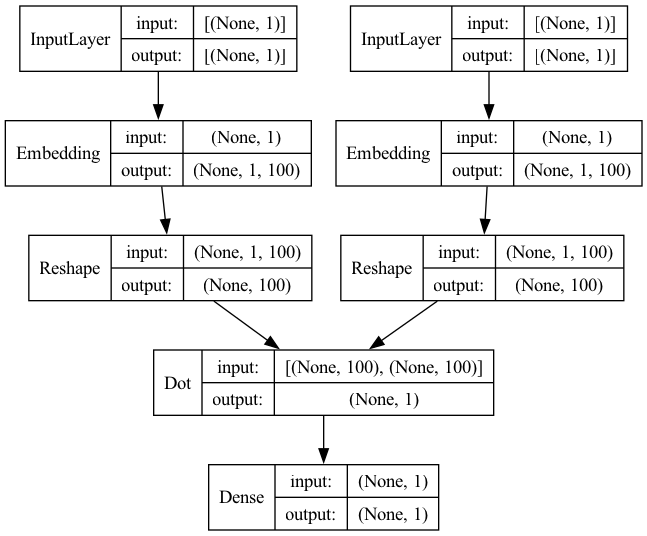 InputLayer input: [(None, 1)]
output: [(None, 1)]
InputLayer input: [(None, 1)]
output: [(None, 1)]
Embedding input: (None, 1)
output: (None, 1, 100)
Embedding input: (None, 1)
output: (None, 1, 100)
Reshape input: (None, 1, 100)
output: (None, 100)
Reshape input: (None, 1, 100)
output: (None, 100)
Dot input: [(None, 100), (None, 100)]
output: (None, 1)
Dense input: (None, 1)
output: (None, 1)